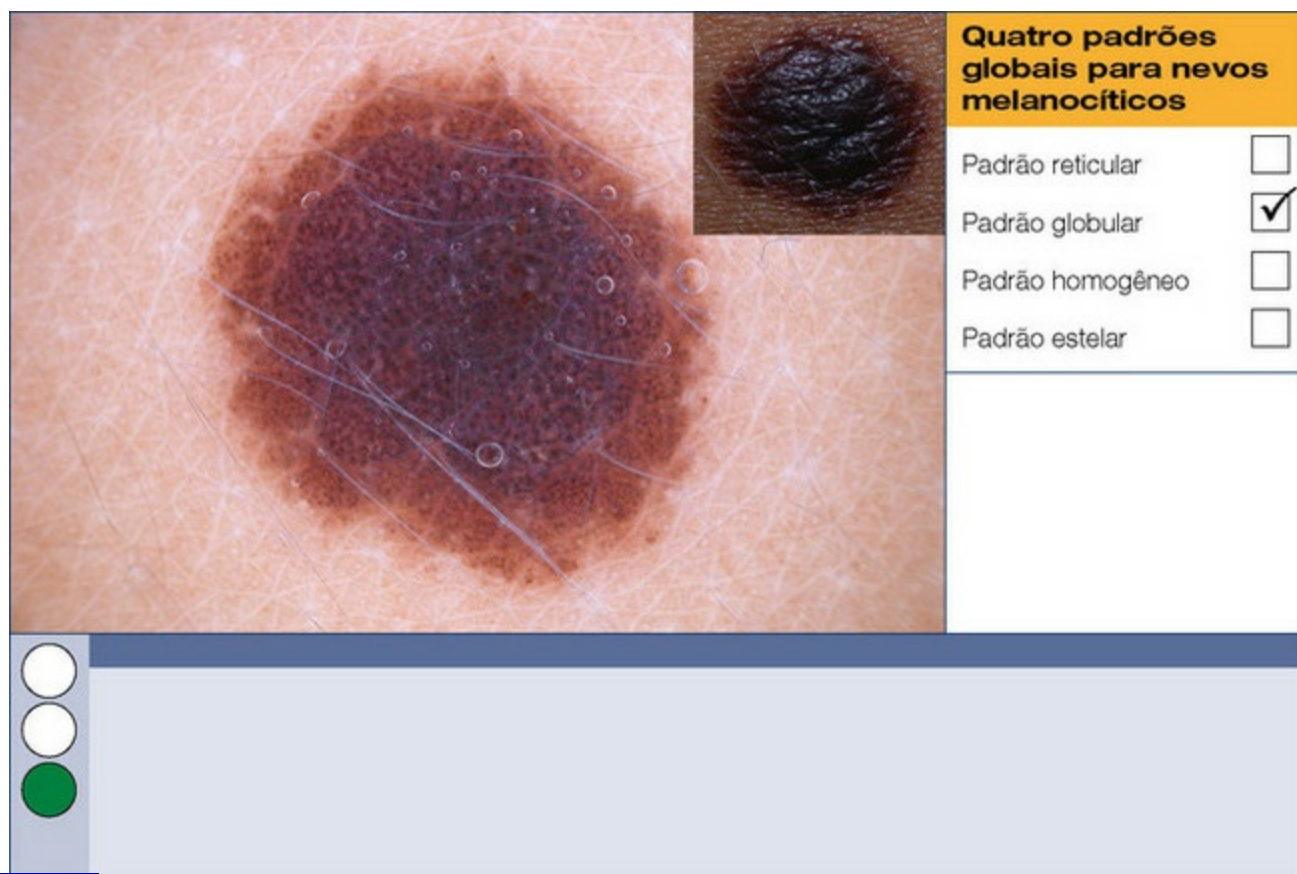 Quatro padrões
globais para nevos
melanocíticos
Padrão reticular
Padrão globular
Padrão homogêneo
Padrão estelar